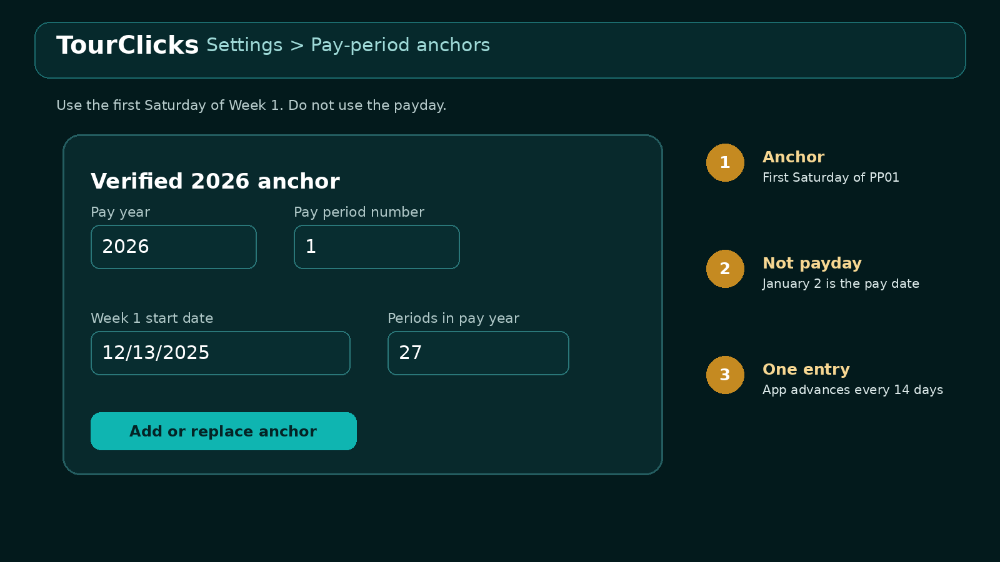 TourClicks Settings > Pay-period anchors
Use the first Saturday of Week 1. Do not use the payday.
Verified 2026 anchor
Pay year Pay period number
2026 1
Week 1 start date Periods in pay year
12/13/2025 27
Add or replace anchor
1 Anchor
First Saturday of PP01
2 Not payday
January 2 is the pay date
3 One entry
App advances every 14 days